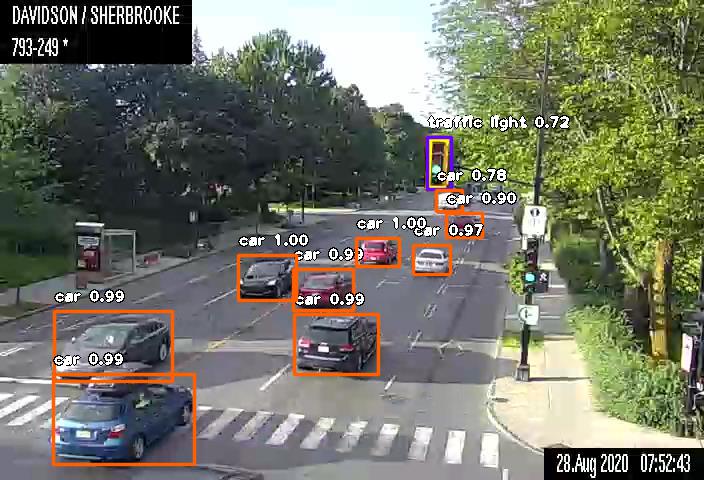 DAVIDSON / SHERBROOKE
793-249 *
traffic light 0.72
car 0.78
car 0.90
car 1.00
car 0.97
car 1.00
car 0.99
car 0.99
car 0.99
car 0.99
28.Aug 2020 07:52:43